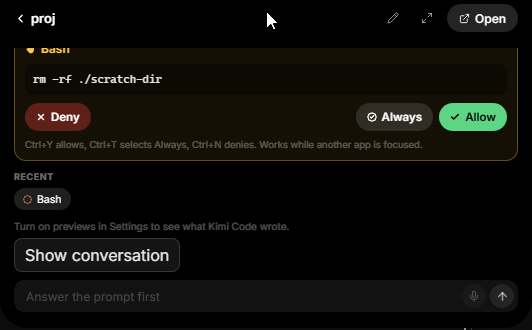 proj
Open
Bash
rm -rf ./scratch-dir
Deny
Always
Allow
Ctrl+Y allows, Ctrl+T selects Always, Ctrl+N denies. Works while another app is focused.
RECENT
Bash
Turn on previews in Settings to see what Kimi Code wrote.
Show conversation
Answer the prompt first